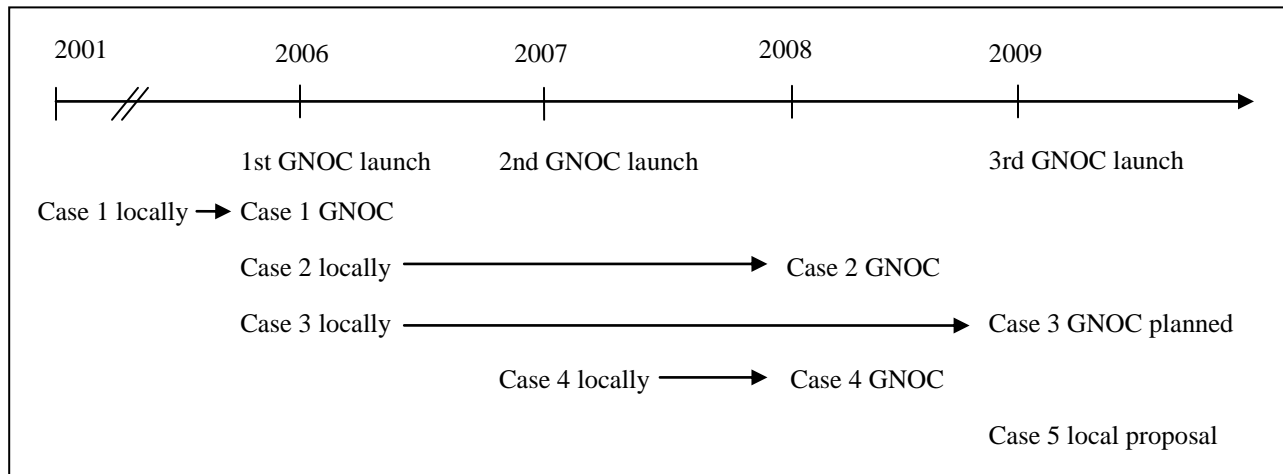 2001 2006 2007 2008 2009
1st GNOC launch 2nd GNOC launch 3rd GNOC launch
Case 1 locally Case 1 GNOC
Case 2 locally Case 2 GNOC
Case 3 locally Case 3 GNOC planned
Case 4 locally Case 4 GNOC
Case 5 local proposal